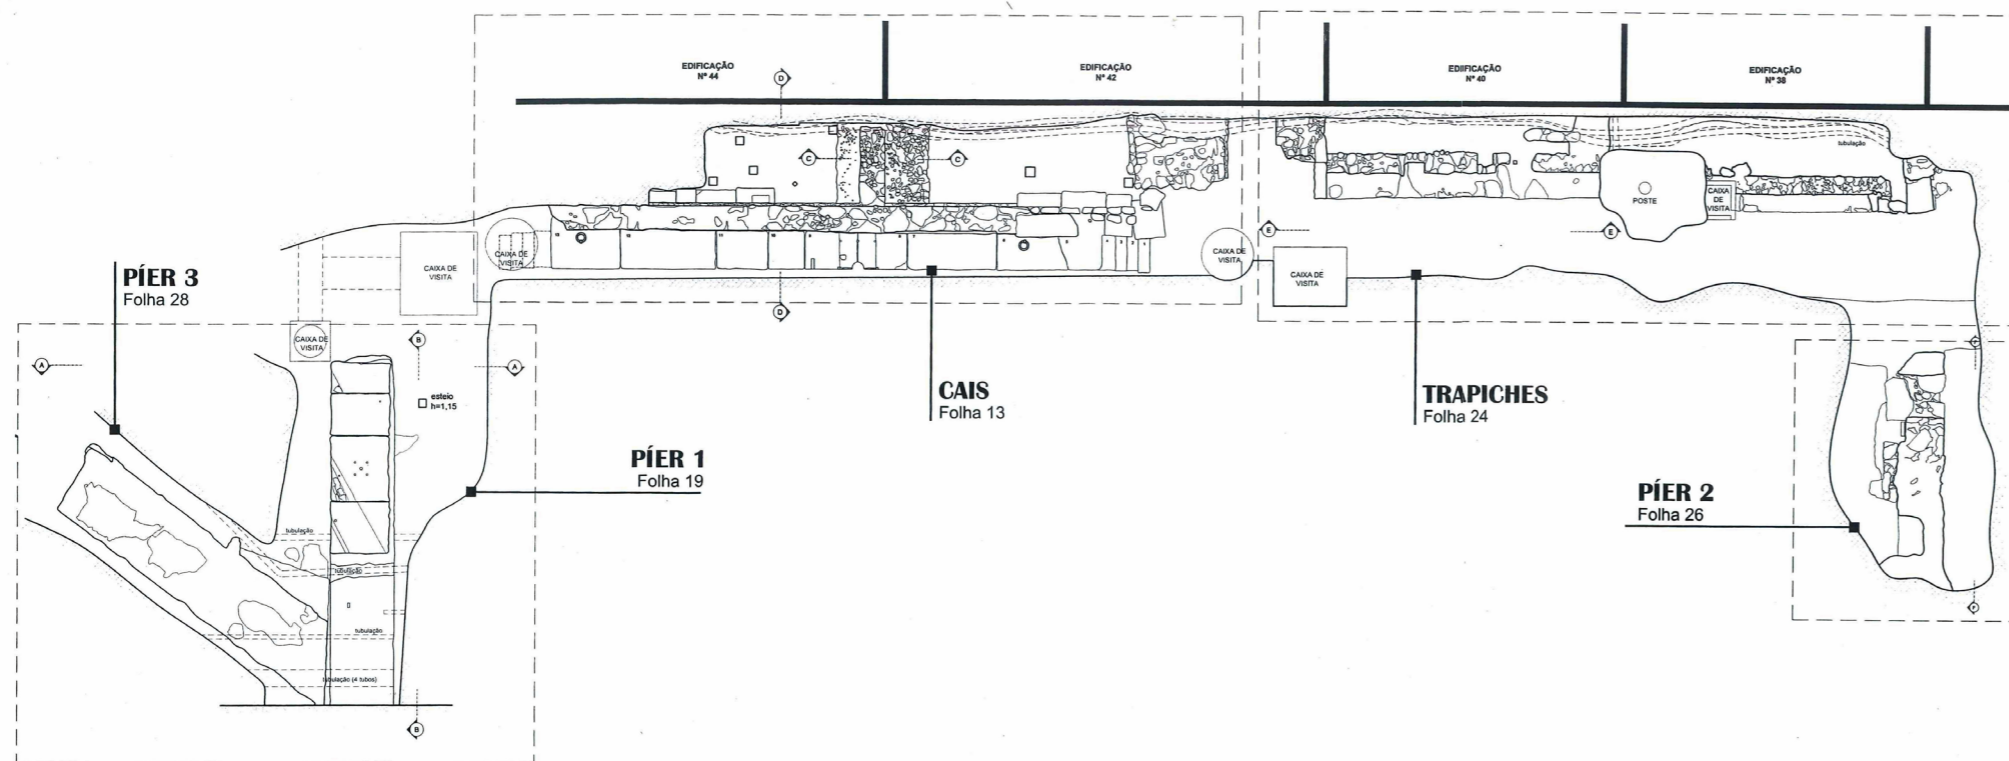 EDIFICAÇÃO
Nº 44
EDIFICAÇÃO
Nº 42
EDIFICAÇÃO
Nº 40
EDIFICAÇÃO
Nº 38
D
C
C
tubulação
CAIXA
DE
VISITA
POSTE
E
E
CAIXA DE
VISITA
CAIXA DE
VISITA
CAIXA DE
VISITA
CAIXA DE
VISITA
PÍER 3
Folha 28
D
CAIXA DE
VISITA
B
A
A
F
esteio
h=1,15
CAIS
Folha 13
TRAPICHES
Folha 24
PÍER 1
Folha 19
PÍER 2
Folha 26
tubulação
tubulação
tubulação
tubulação (4 tubos)
F
B